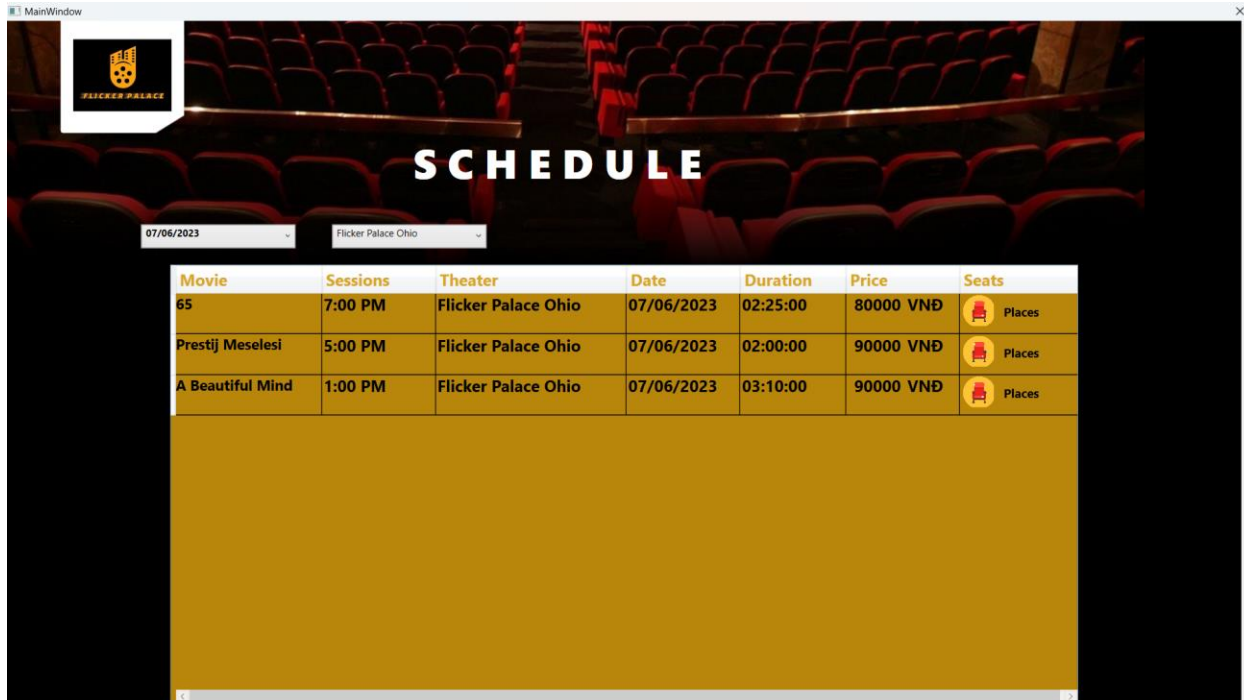 MainWindow
FLICKER PALACE
SCHEDULE
07/06/2023 Flicker Palace Ohio
Movie Sessions Theater Date Duration Price Seats
65 7:00 PM Flicker Palace Ohio 07/06/2023 02:25:00 80000 VNĐ Places
Prestij Meselesi 5:00 PM Flicker Palace Ohio 07/06/2023 02:00:00 90000 VNĐ Places
A Beautiful Mind 1:00 PM Flicker Palace Ohio 07/06/2023 03:10:00 90000 VNĐ Places